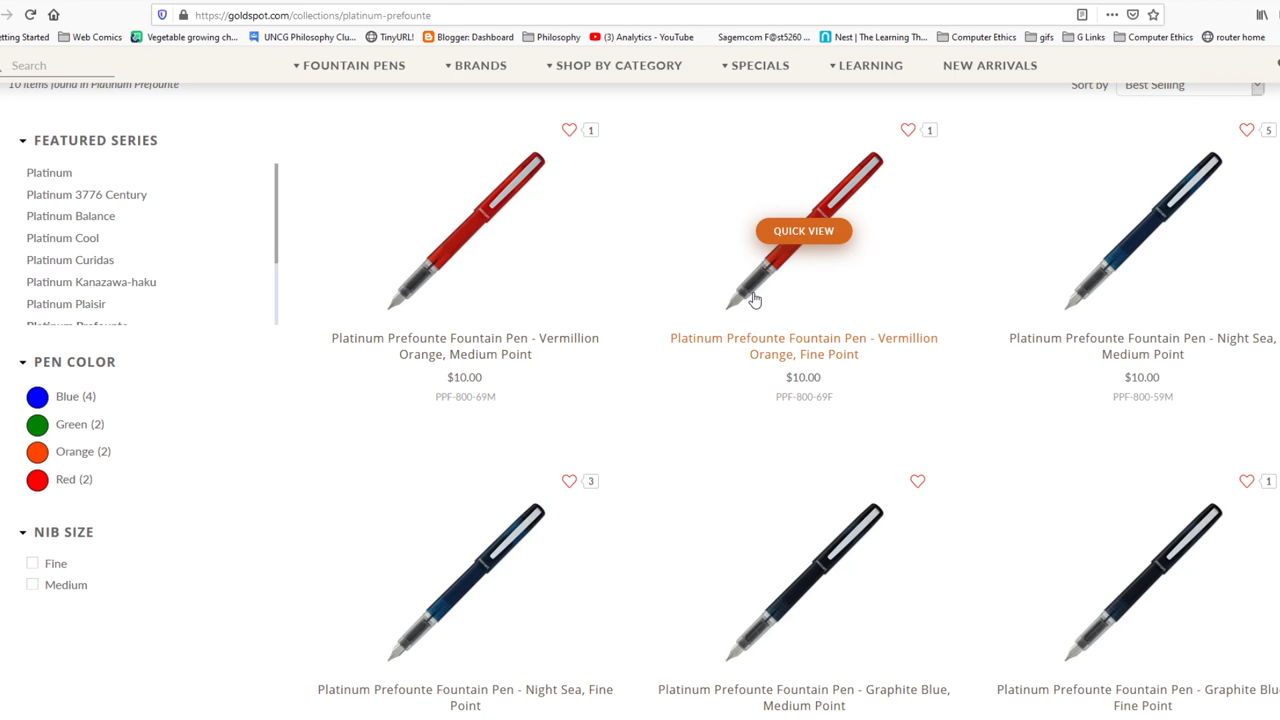 https://goldspot.com/collections/platinum-prefounte
etting Started Web Comics Vegetable growing ch... UNCG Philosophy Clu... TinyURL! Blogger: Dashboard Philosophy (3) Analytics - YouTube Sagemcom F@st5260 ... Nest | The Learning Th... Computer Ethics gifs G Links Computer Ethics router home
Search FOUNTAIN PENS BRANDS SHOP BY CATEGORY SPECIALS LEARNING NEW ARRIVALS
10 items found in Platinum Prefounte Sort by Best Selling
FEATURED SERIES
Platinum
Platinum 3776 Century
Platinum Balance
Platinum Cool
Platinum Curidas
Platinum Kanazawa-haku
Platinum Plaisir
Platinum Prefounte
PEN COLOR
Blue (4)
Green (2)
Orange (2)
Red (2)
NIB SIZE
Fine
Medium
1
Platinum Prefounte Fountain Pen - Vermillion
Orange, Medium Point
$10.00
PPF-800-69M
1
QUICK VIEW
Platinum Prefounte Fountain Pen - Vermillion
Orange, Fine Point
$10.00
PPF-800-69F
5
Platinum Prefounte Fountain Pen - Night Sea,
Medium Point
$10.00
PPF-800-59M
3
Platinum Prefounte Fountain Pen - Night Sea, Fine
Point
Platinum Prefounte Fountain Pen - Graphite Blue,
Medium Point
1
Platinum Prefounte Fountain Pen - Graphite Blu
Fine Point